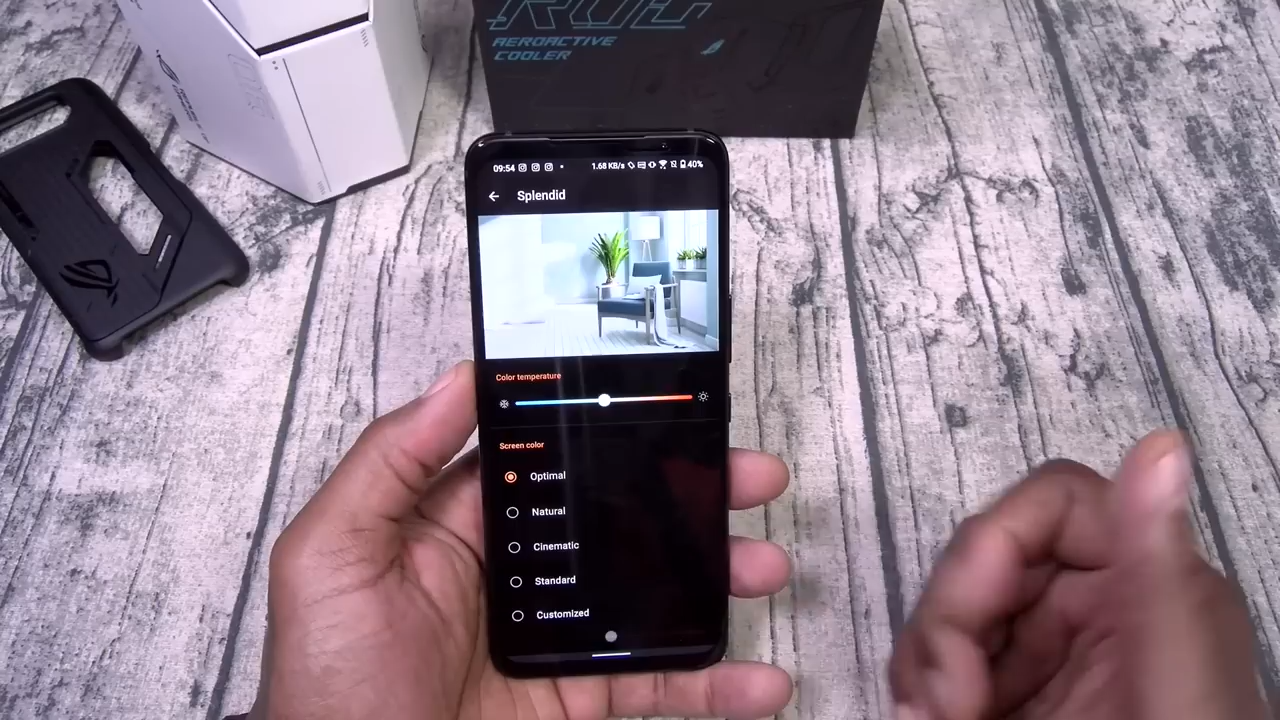 ROG
AEROACTIVE
COOLER
09:54
1.68 KB/s
40%
Splendid
Color temperature
Screen color
Optimal
Natural
Cinematic
Standard
Customized